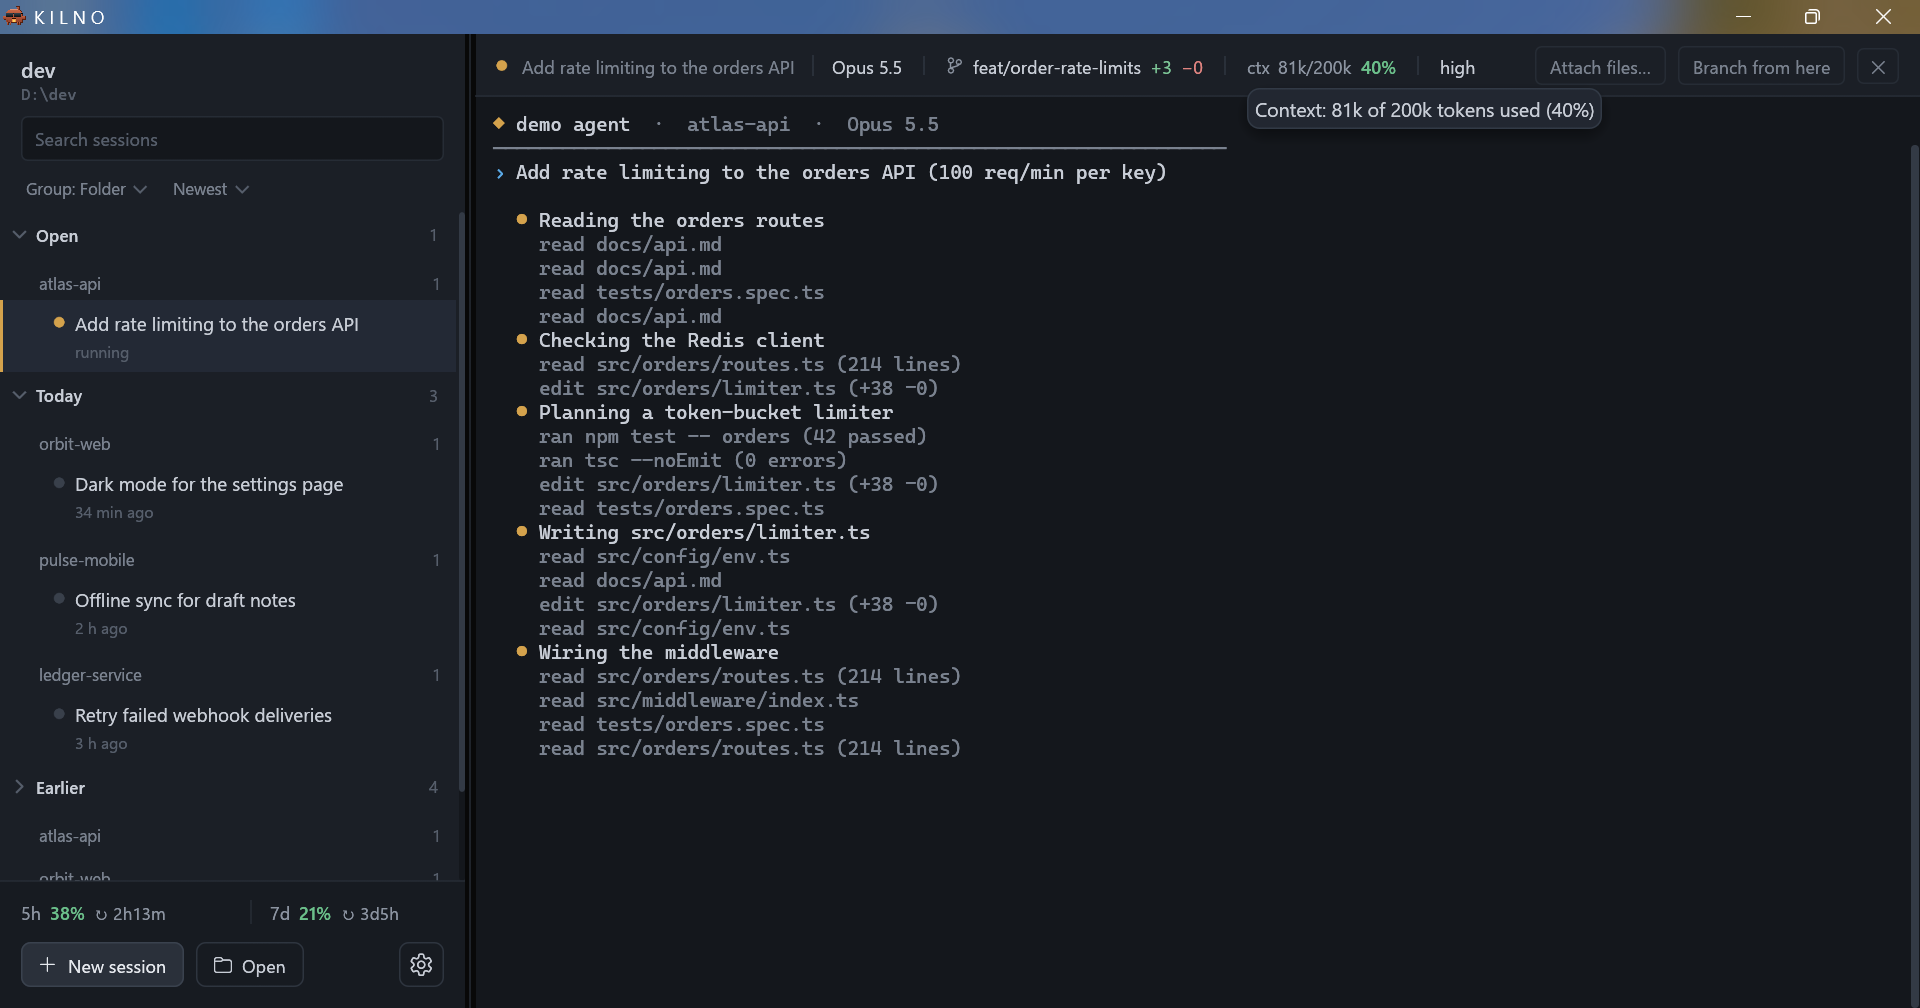 KILNO
dev
D:\dev
Search sessions
Group: Folder Newest
Open 1
atlas-api 1
Add rate limiting to the orders API
running
Today 3
orbit-web 1
Dark mode for the settings page
34 min ago
pulse-mobile 1
Offline sync for draft notes
2 h ago
ledger-service 1
Retry failed webhook deliveries
3 h ago
Earlier 4
atlas-api 1
orbit-web 1
5h 38% ↻ 2h13m 7d 21% ↻ 3d5h
+ New session Open
Add rate limiting to the orders API Opus 5.5 feat/order-rate-limits +3 −0 ctx 81k/200k 40% high Attach files... Branch from here
Context: 81k of 200k tokens used (40%)
◆ demo agent · atlas-api · Opus 5.5
› Add rate limiting to the orders API (100 req/min per key)
● Reading the orders routes
read docs/api.md
read docs/api.md
read tests/orders.spec.ts
read docs/api.md
● Checking the Redis client
read src/orders/routes.ts (214 lines)
edit src/orders/limiter.ts (+38 −0)
● Planning a token-bucket limiter
ran npm test -- orders (42 passed)
ran tsc --noEmit (0 errors)
edit src/orders/limiter.ts (+38 −0)
read tests/orders.spec.ts
● Writing src/orders/limiter.ts
read src/config/env.ts
read docs/api.md
edit src/orders/limiter.ts (+38 −0)
read src/config/env.ts
● Wiring the middleware
read src/orders/routes.ts (214 lines)
read src/middleware/index.ts
read tests/orders.spec.ts
read src/orders/routes.ts (214 lines)